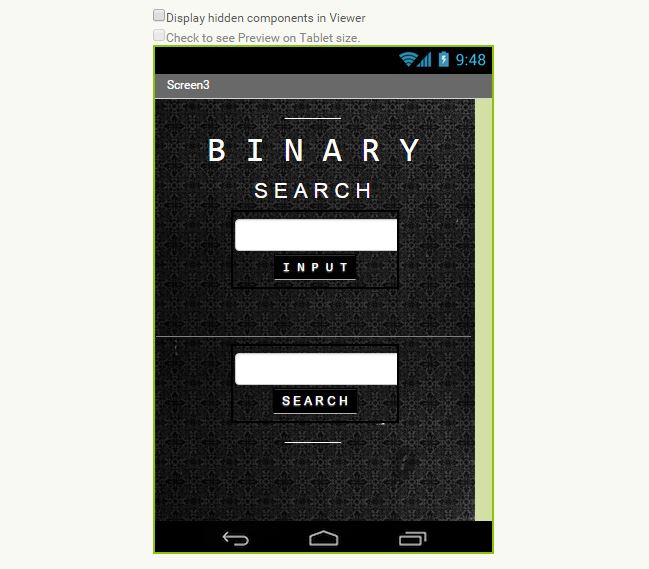 Display hidden components in Viewer
Check to see Preview on Tablet size.
9:48
Screen3
BINARY
SEARCH
INPUT
SEARCH